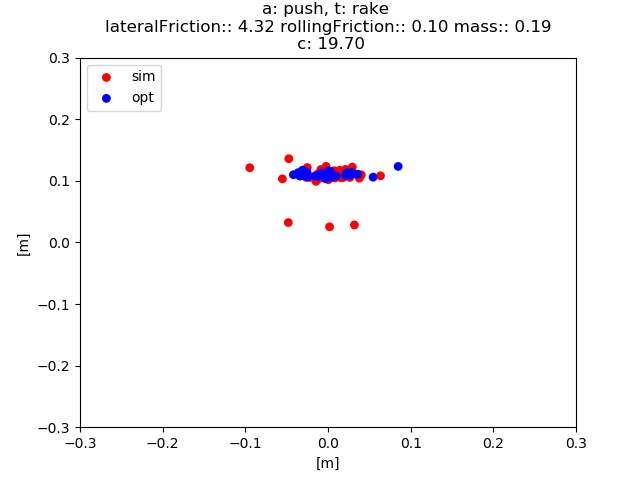 a: push, t: rake
lateralFriction:: 4.32 rollingFriction:: 0.10 mass:: 0.19
c: 19.70
sim
opt
0.3
0.2
0.1
0.0
−0.1
−0.2
−0.3
[m]
−0.3
−0.2
−0.1
0.0
0.1
0.2
0.3
[m]